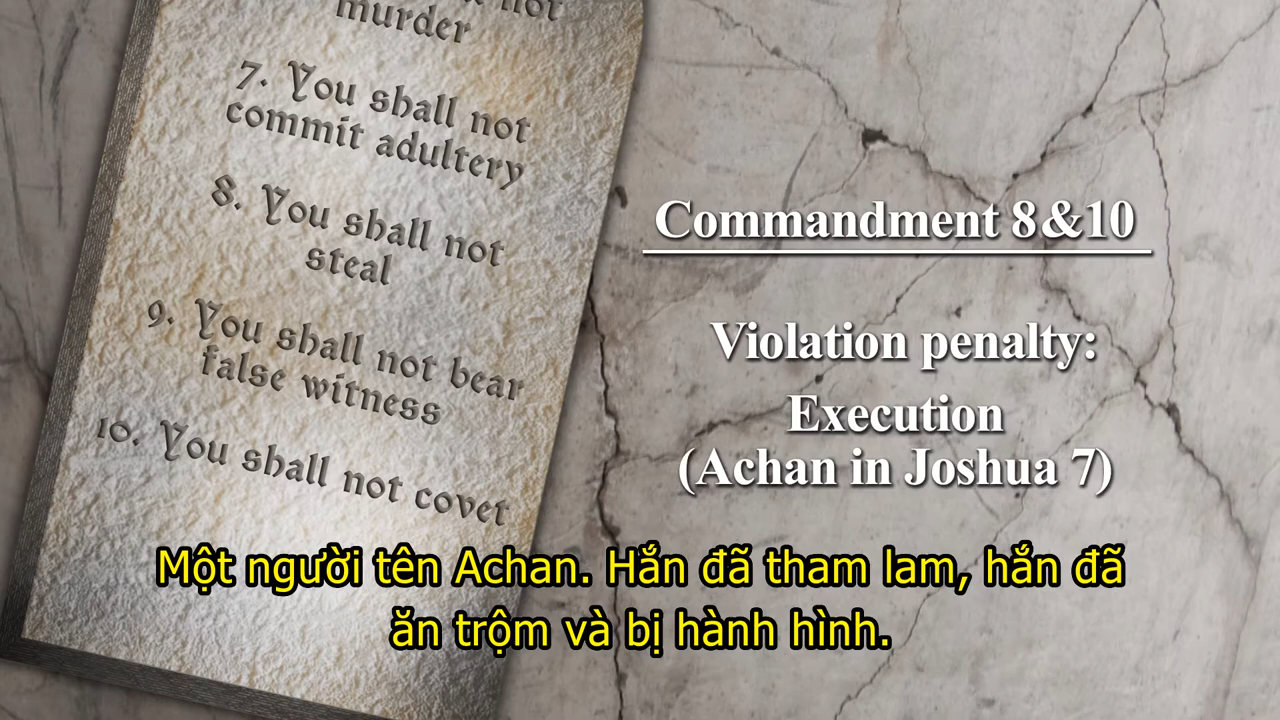 not
murder
7. You shall not
commit adultery
8. You shall not
steal
9. You shall not bear
false witness
10. You shall not covet
Commandment 8&10
Violation penalty:
Execution
(Achan in Joshua 7)
Một người tên Achan. Hắn đã tham lam, hắn đã
ăn trộm và bị hành hình.